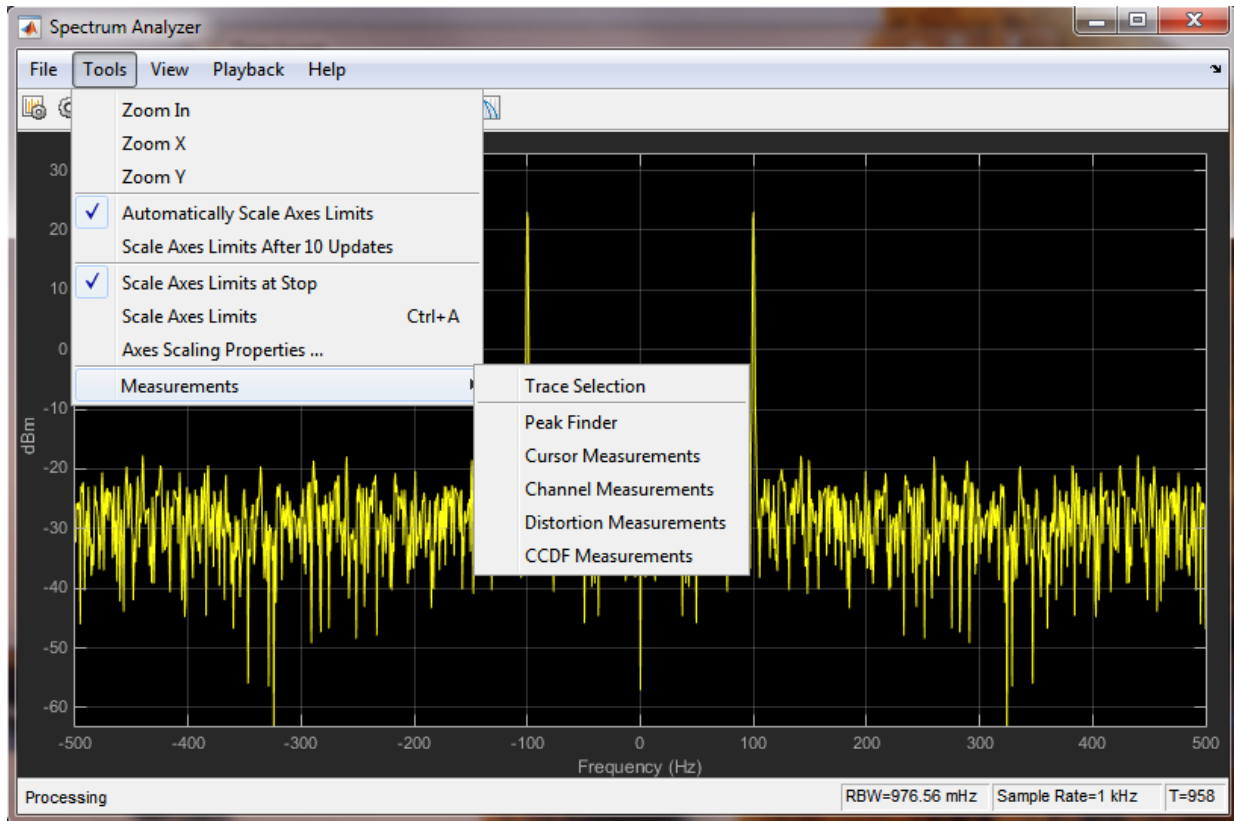 Spectrum Analyzer
File Tools View Playback Help
Zoom In
Zoom X
Zoom Y
Automatically Scale Axes Limits
Scale Axes Limits After 10 Updates
Scale Axes Limits at Stop
Scale Axes Limits Ctrl+A
Axes Scaling Properties ...
Measurements
Trace Selection
Peak Finder
Cursor Measurements
Channel Measurements
Distortion Measurements
CCDF Measurements
30
20
10
0
-10
-20
-30
-40
-50
-60
dBm
-500 -400 -300 -200 -100 0 100 200 300 400 500
Frequency (Hz)
Processing RBW=976.56 mHz Sample Rate=1 kHz T=958